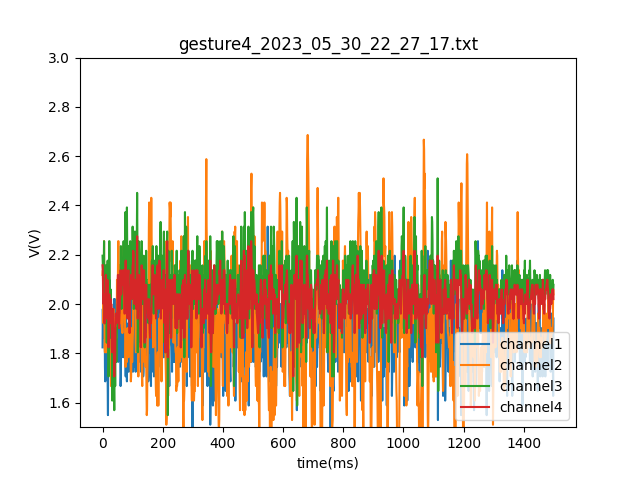 gesture4_2023_05_30_22_27_17.txt
3.0
2.8
2.6
2.4
2.2
2.0
1.8
1.6
V(V)
channel1
channel2
channel3
channel4
0 200 400 600 800 1000 1200 1400
time(ms)